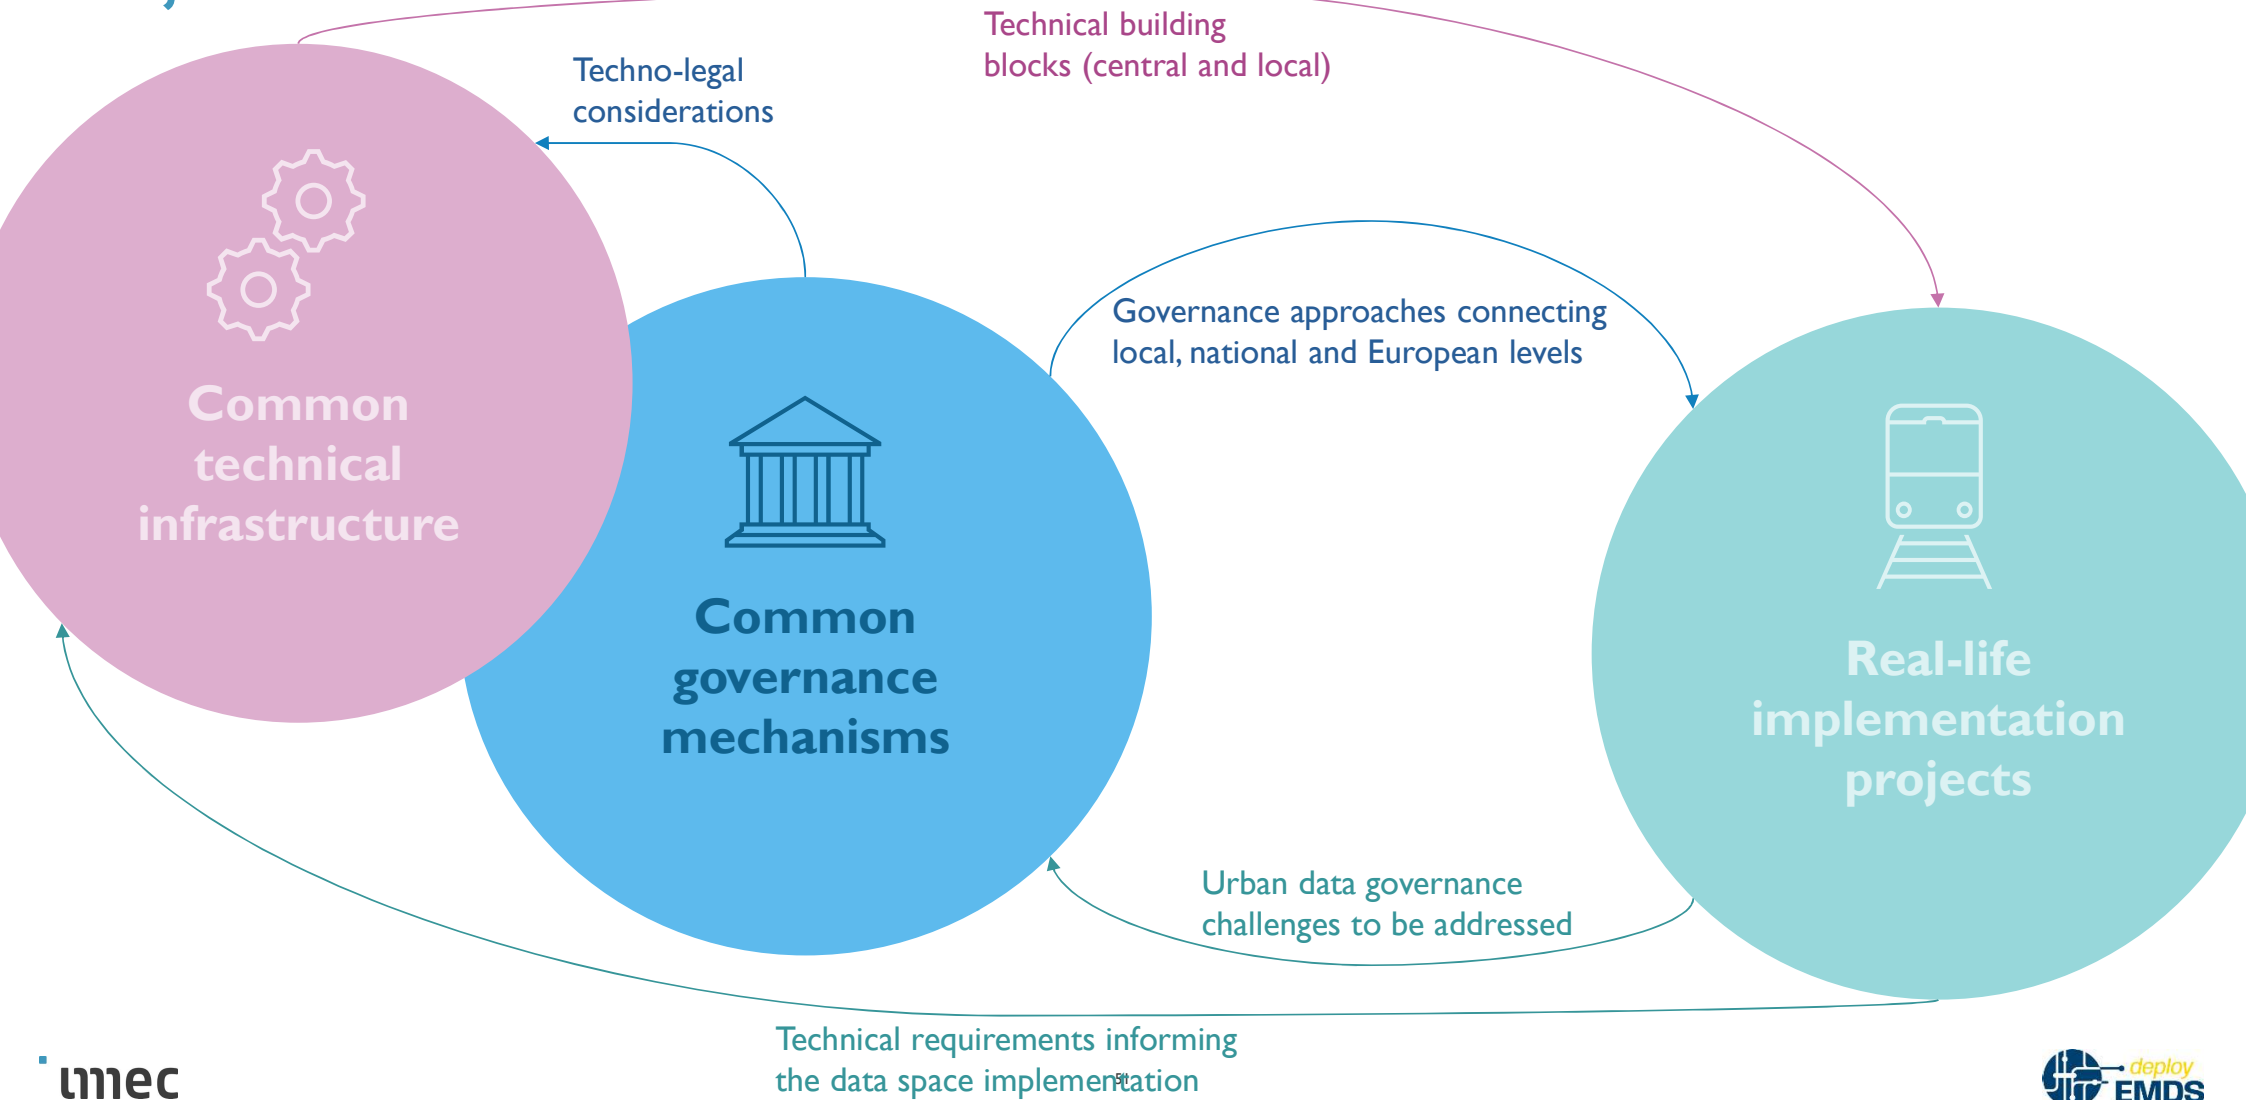 Technical building
blocks (central and local)
Techno-legal
considerations
Governance approaches connecting
local, national and European levels
Common
technical
infrastructure
Common
governance
mechanisms
Real-life
implementation
projects
Urban data governance
challenges to be addressed
Technical requirements informing
the data space implementation
51
imec
deploy
EMDS